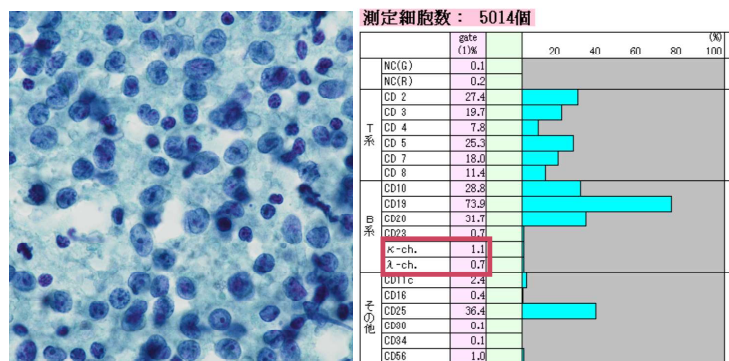 測定細胞数： 5014個
gate (%)
(1)% 20 40 60 80 100
NC(G) 0.1
NC(R) 0.2
T系
CD 2 27.4
CD 3 19.7
CD 4 7.8
CD 5 25.3
CD 7 18.0
CD 8 11.4
B系
CD10 28.8
CD19 73.9
CD20 31.7
CD23 0.7
κ-ch. 1.1
λ-ch. 0.7
その他
CD11c 2.4
CD16 0.4
CD25 36.4
CD30 0.1
CD34 0.1
CD56 1.0